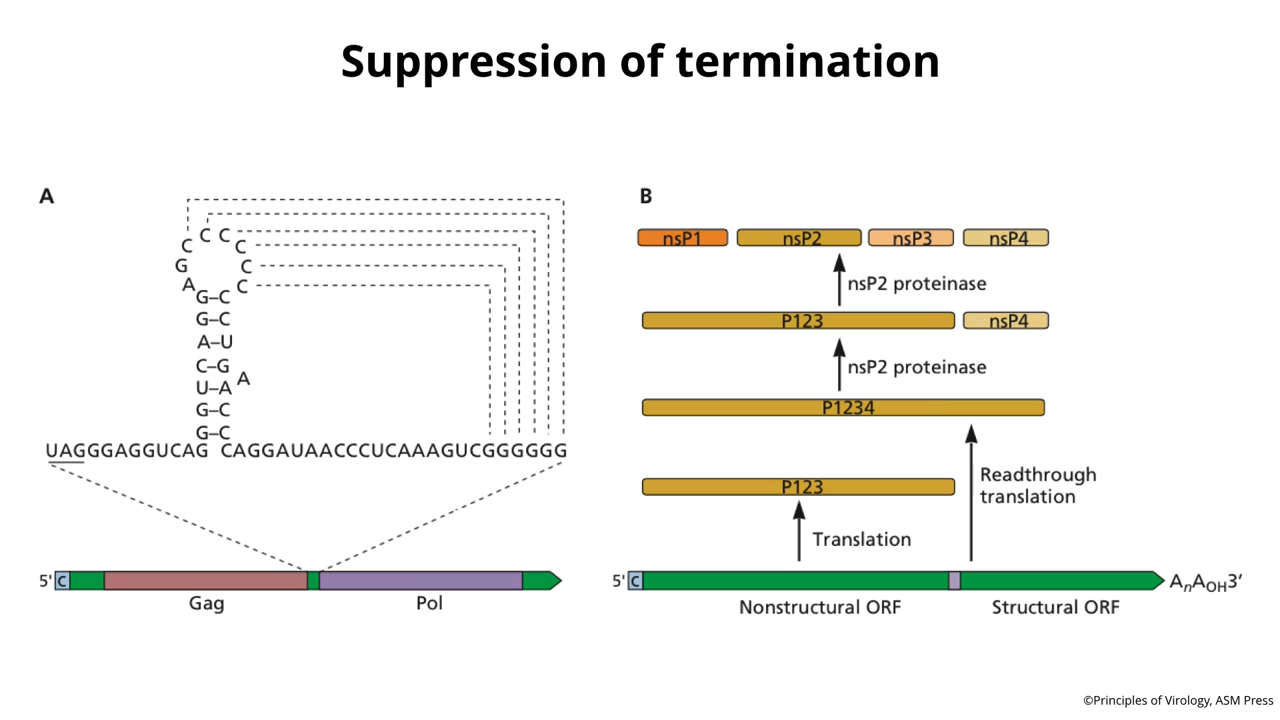 Suppression of termination
A
C C
C C
G C
A C
G–C
G–C
A–U
C–G
A
U–A
G–C
G–C
UAGGGAGGUCAG CAGGAUAACCCUCAAAGUCGGGGGG
5' C
Gag Pol
B
nsP1 nsP2 nsP3 nsP4
nsP2 proteinase
P123 nsP4
nsP2 proteinase
P1234
P123
Readthrough
translation
Translation
5' C AnAOH3′
Nonstructural ORF Structural ORF
©Principles of Virology, ASM Press